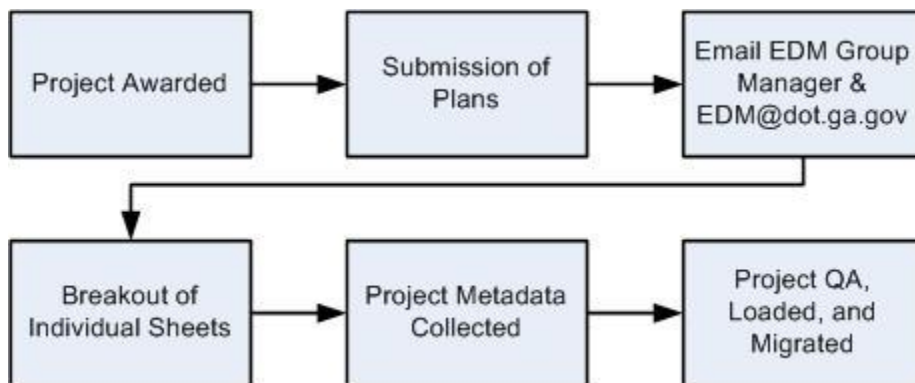 Project Awarded
Submission of
Plans
Email EDM Group
Manager &
EDM@dot.ga.gov
Breakout of
Individual Sheets
Project Metadata
Collected
Project QA,
Loaded, and
Migrated